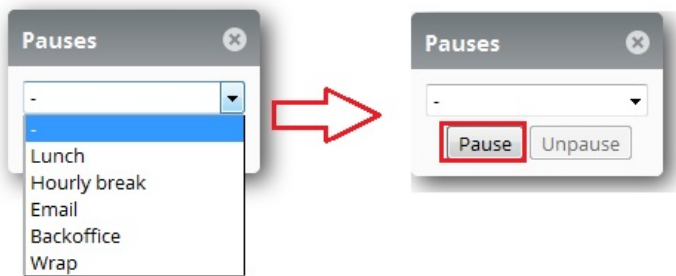 Pauses
-
-
Lunch
Hourly break
Email
Backoffice
Wrap
Pauses
-
Pause Unpause